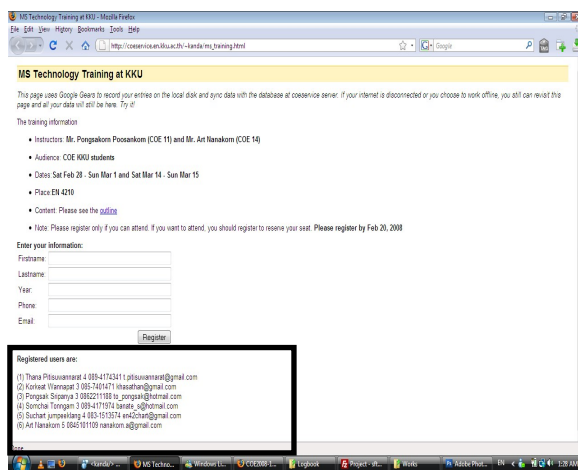 MS Technology Training at KKU - Mozilla Firefox
File Edit View History Bookmarks Tools Help
http://coeservice.en.kku.ac.th/~kanda/ms_training.html
Google
MS Technology Training at KKU
This page uses Google Gears to record your entries on the local disk and sync data with the database at coeservice server. If your internet is disconnected or you choose to work offline, you still can revisit this
page and all your data will still be here. Try it!
The training information
Instructors: Mr. Pongsakorn Poosankorn (COE 11) and Mr. Art Nanakorn (COE 14)
Audience: COE KKU students
Dates: Sat Feb 28 - Sun Mar 1 and Sat Mar 14 - Sun Mar 15
Place:EN 4210
Content: Please see the outline
Note: Please register only if you can attend. If you want to attend, you should register to reserve your seat. Please register by Feb 20, 2008
Enter your information:
Firstname:
Lastname:
Year:
Phone:
Email:
Register
Registered users are:
(1) Thana Pitisuwannarat 4 089-4174341 t.pitisuwannarat@gmail.com
(2) Korkeat Wannapat 3 085-7401471 khasathan@gmail.com
(3) Pongsak Sripanya 3 0862211188 to_pongsak@hotmail.com
(4) Somchai Tonngam 3 089-4171974 banate_s@hotmail.com
(5) Suchart jumpeeklang 4 083-1513574 en42chart@gmail.com
(6) Art Nanakorn 5 0845101109 nanakorn.a@gmail.com
Done
<kanda/> ... MS Techno... Windows Li... COE2008-1... Logbook Project - sft... Works Adobe Phot... EN 1:28 AM